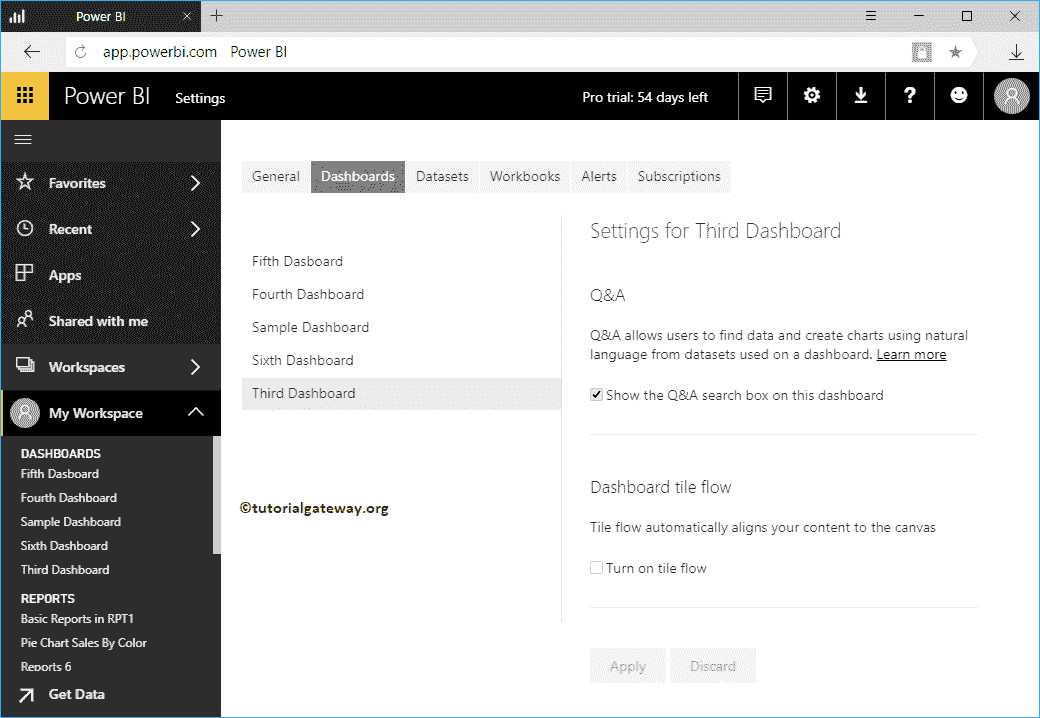 Power BI
app.powerbi.com Power BI
Power BI Settings Pro trial: 54 days left ?
General Dashboards Datasets Workbooks Alerts Subscriptions
Favorites
Recent
Apps
Shared with me
Workspaces
My Workspace
DASHBOARDS
Fifth Dasboard
Fourth Dashboard
Sample Dashboard
Sixth Dashboard
Third Dashboard
REPORTS
Basic Reports in RPT1
Pie Chart Sales By Color
Reports 6
Get Data
Fifth Dasboard
Fourth Dashboard
Sample Dashboard
Sixth Dashboard
Third Dashboard
©tutorialgateway.org
Settings for Third Dashboard
Q&A
Q&A allows users to find data and create charts using natural
language from datasets used on a dashboard. Learn more
Show the Q&A search box on this dashboard
Dashboard tile flow
Tile flow automatically aligns your content to the canvas
Turn on tile flow
Apply Discard